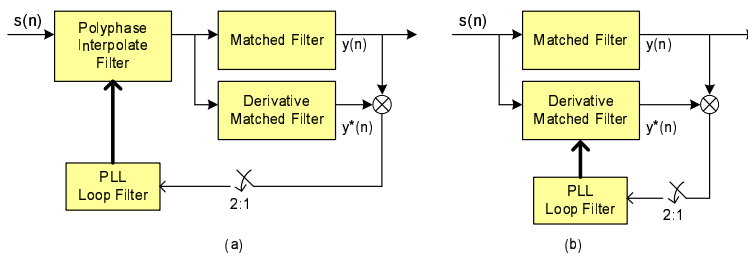 s(n)
Polyphase
Interpolate
Filter
Matched Filter
y(n)
Derivative
Matched Filter
y*(n)
PLL
Loop Filter
2:1
(a)
s(n)
Matched Filter
y(n)
Derivative
Matched Filter
y*(n)
PLL
Loop Filter
2:1
(b)